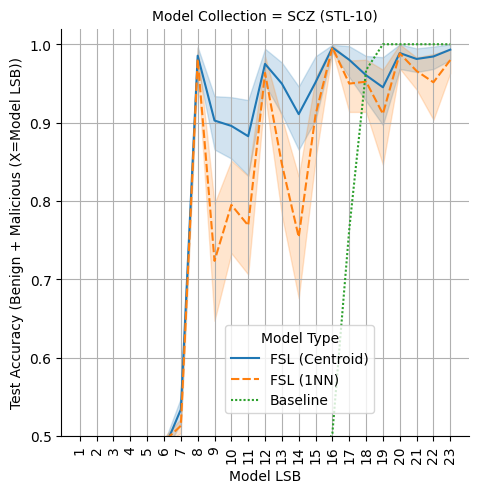 Model Collection = SCZ (STL-10)
Test Accuracy (Benign + Malicious (X=Model LSB))
1.0
0.9
0.8
0.7
0.6
0.5
Model Type
FSL (Centroid)
FSL (1NN)
Baseline
1 2 3 4 5 6 7 8 9 10 11 12 13 14 15 16 17 18 19 20 21 22 23
Model LSB